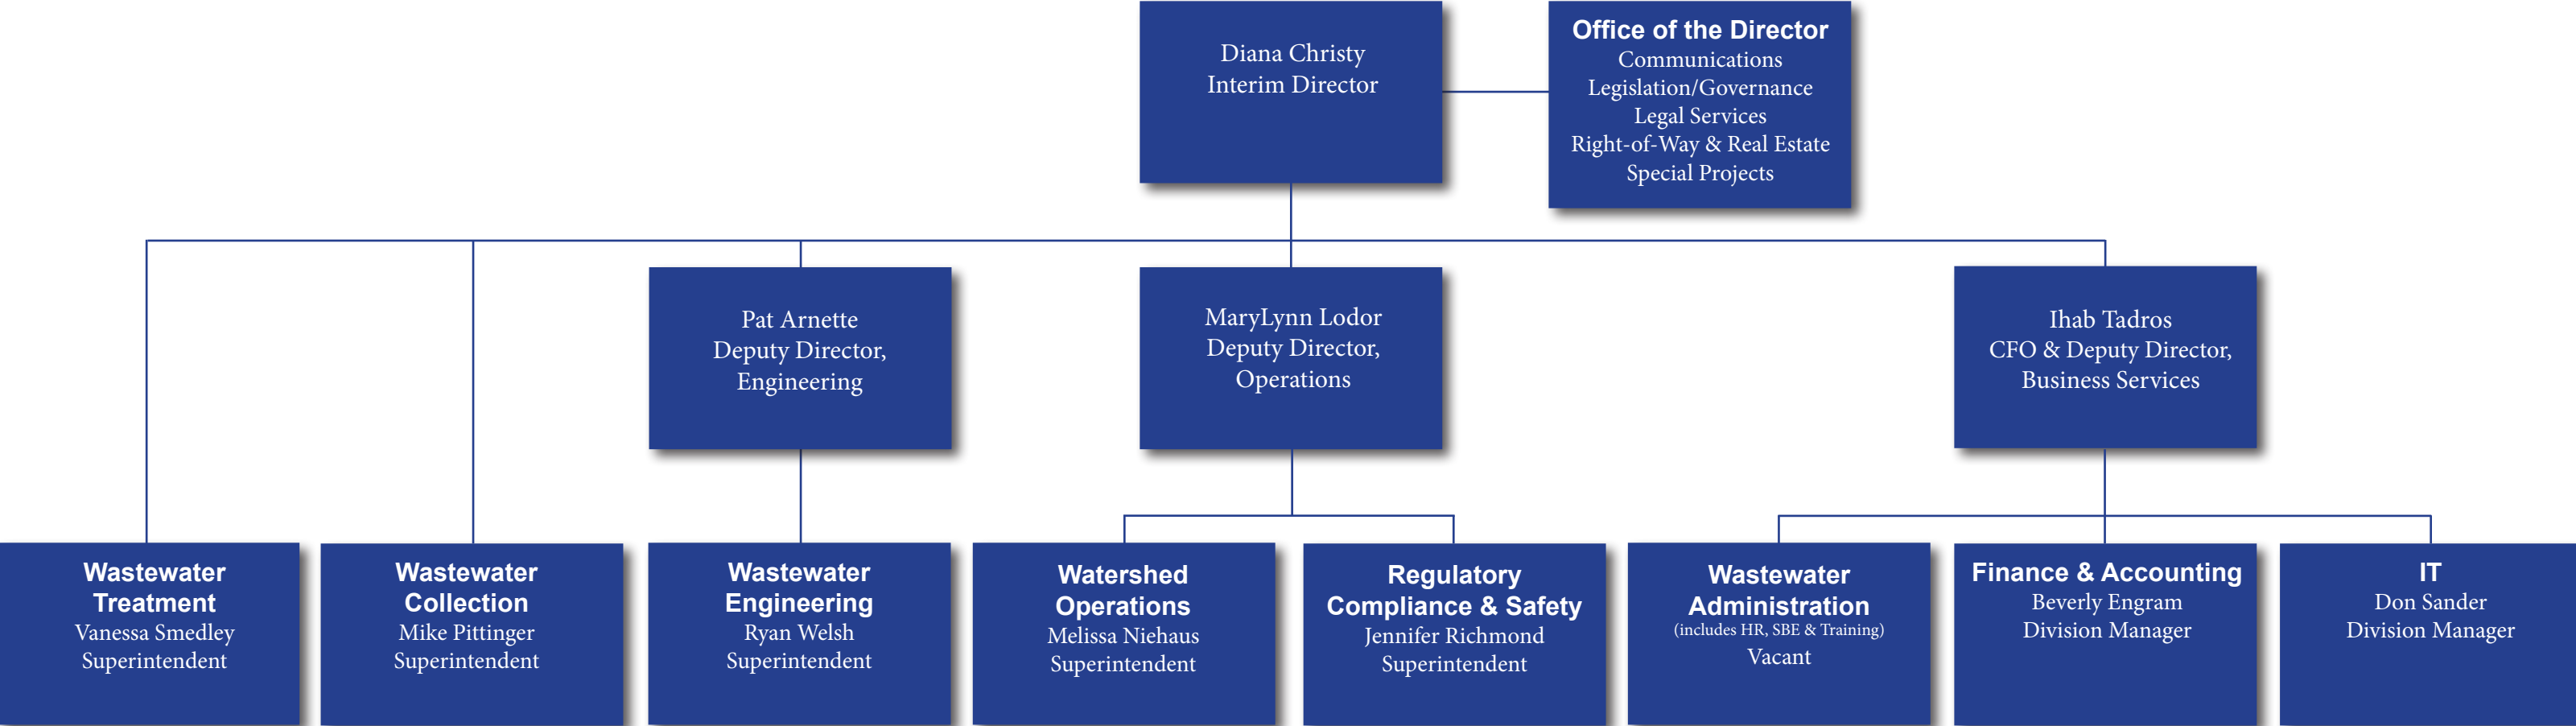 Diana Christy
Interim Director
Office of the Director
Communications
Legislation/Governance
Legal Services
Right-of-Way & Real Estate
Special Projects
Pat Arnette
Deputy Director,
Engineering
MaryLynn Lodor
Deputy Director,
Operations
Ihab Tadros
CFO & Deputy Director,
Business Services
Wastewater
Treatment
Vanessa Smedley
Superintendent
Wastewater
Collection
Mike Pittinger
Superintendent
Wastewater
Engineering
Ryan Welsh
Superintendent
Watershed
Operations
Melissa Niehaus
Superintendent
Regulatory
Compliance & Safety
Jennifer Richmond
Superintendent
Wastewater
Administration
(includes HR, SBE & Training)
Vacant
Finance & Accounting
Beverly Engram
Division Manager
IT
Don Sander
Division Manager